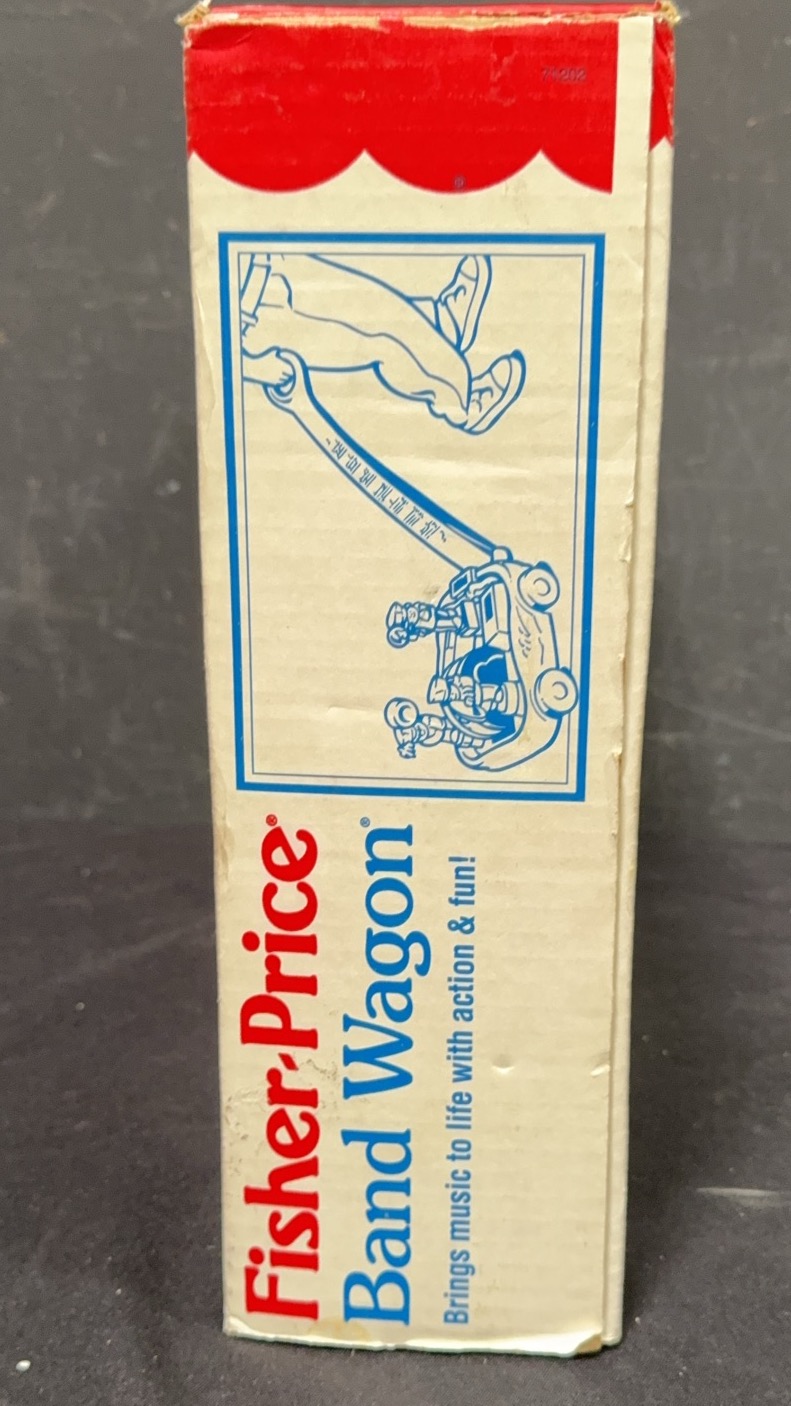 Fisher-Price®
Band Wagon®
Brings music to life with action & fun!